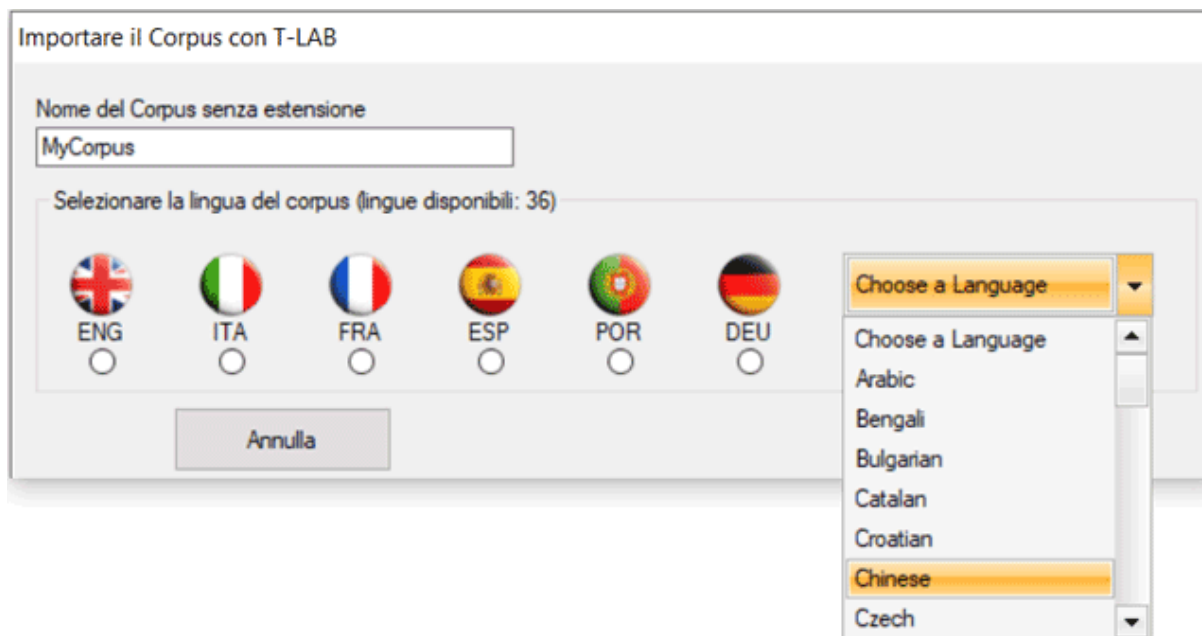 Importare il Corpus con T-LAB
Nome del Corpus senza estensione
MyCorpus
Selezionare la lingua del corpus (lingue disponibili: 36)
ENG ITA FRA ESP POR DEU
Choose a Language
Choose a Language
Arabic
Bengali
Bulgarian
Catalan
Croatian
Chinese
Czech
Annulla